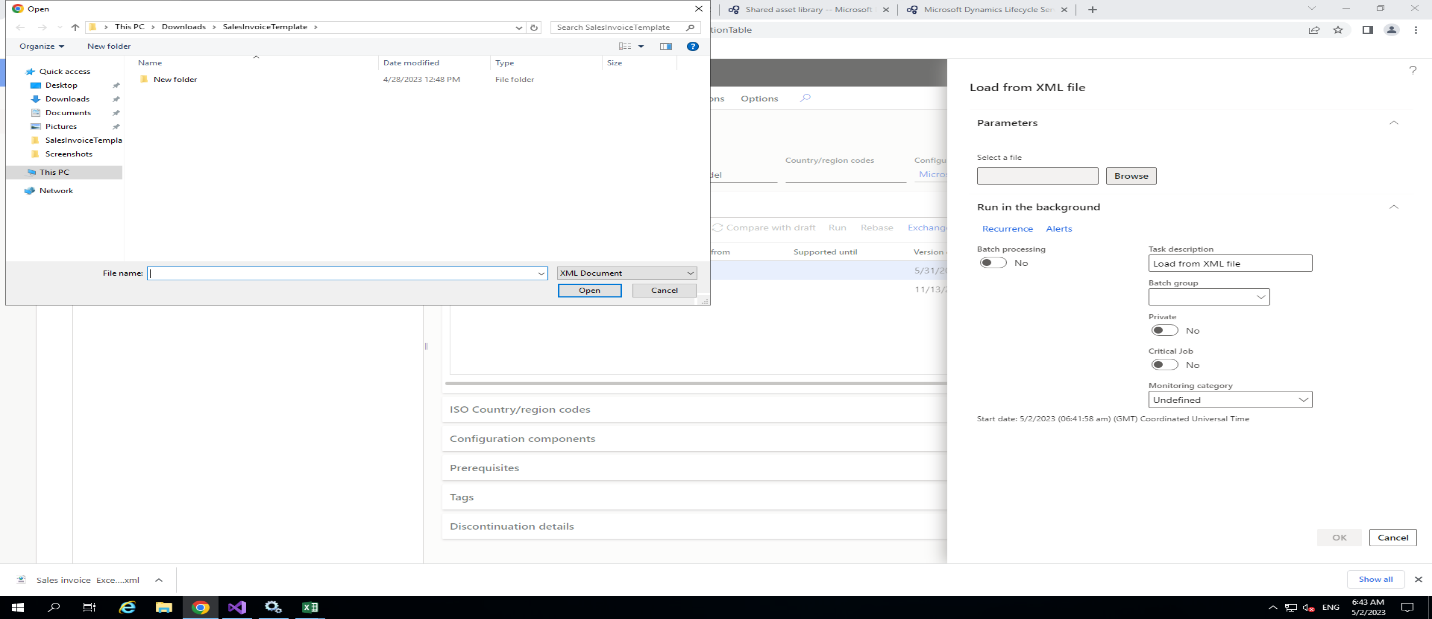 Open
This PC > Downloads > SalesInvoiceTemplate >
Search SalesInvoiceTemplate
Organize
New folder
Name
Date modified
Type
Size
New folder
4/28/2023 12:48 PM
File folder
Quick access
Desktop
Downloads
Documents
Pictures
SalesInvoiceTempla
Screenshots
This PC
Network
File name:
XML Document
Open
Cancel
Shared asset library -- Microsoft
Microsoft Dynamics Lifecycle Ser
tionTable
ons
Options
Country/region codes
Configu
del
Micros
Compare with draft
Run
Rebase
Exchang
from
Supported until
Version
5/31/20
11/13/
ISO Country/region codes
Configuration components
Prerequisites
Tags
Discontinuation details
?
Load from XML file
Parameters
Select a file
Browse
Run in the background
Recurrence
Alerts
Batch processing
No
Task description
Load from XML file
Batch group
Private
No
Critical Job
No
Monitoring category
Undefined
Start date: 5/2/2023 (06:41:58 am) (GMT) Coordinated Universal Time
OK
Cancel
Sales invoice Exce....xml
Show all
ENG
6:43 AM
5/2/2023